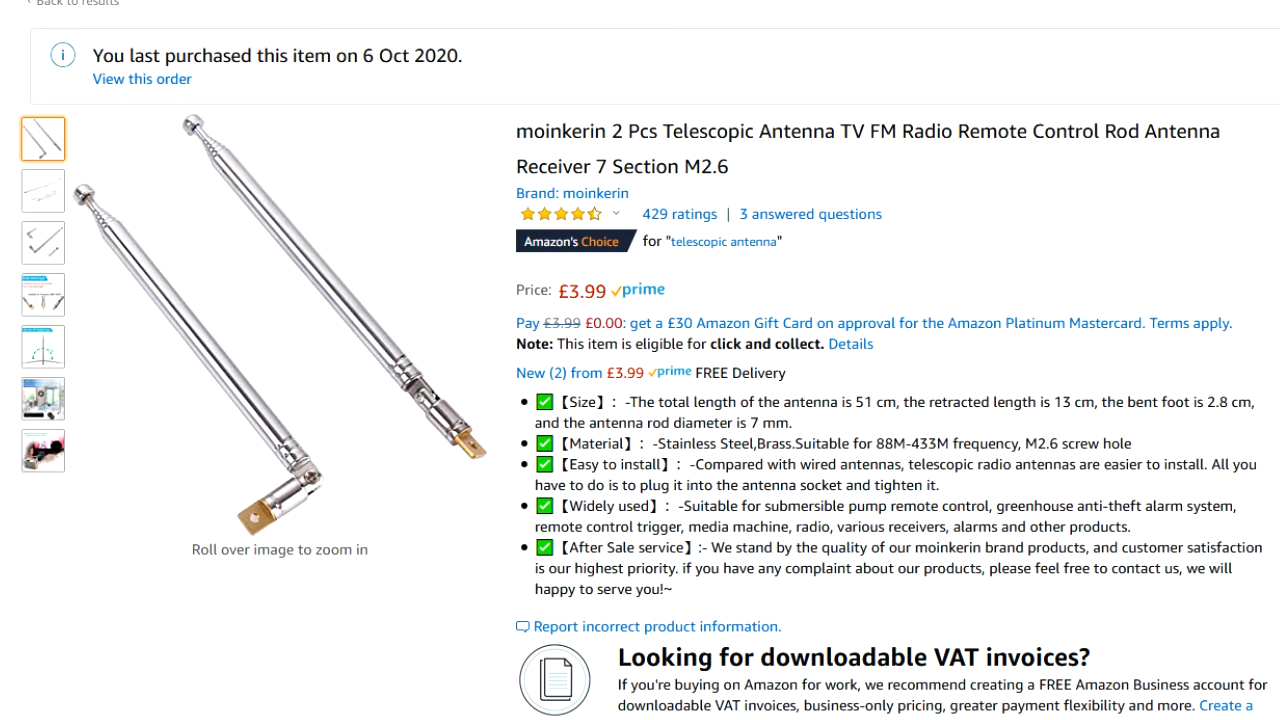 Back to results
You last purchased this item on 6 Oct 2020.
View this order
moinkerin 2 Pcs Telescopic Antenna TV FM Radio Remote Control Rod Antenna
Receiver 7 Section M2.6
Brand: moinkerin
429 ratings | 3 answered questions
Amazon's Choice for "telescopic antenna"
Price: £3.99 prime
Pay £3.99 £0.00: get a £30 Amazon Gift Card on approval for the Amazon Platinum Mastercard. Terms apply.
Note: This item is eligible for click and collect. Details
New (2) from £3.99 prime FREE Delivery
• ✅【Size】: -The total length of the antenna is 51 cm, the retracted length is 13 cm, the bent foot is 2.8 cm,
and the antenna rod diameter is 7 mm.
• ✅【Material】: -Stainless Steel,Brass.Suitable for 88M-433M frequency, M2.6 screw hole
• ✅【Easy to install】: -Compared with wired antennas, telescopic radio antennas are easier to install. All you
have to do is to plug it into the antenna socket and tighten it.
• ✅【Widely used】: -Suitable for submersible pump remote control, greenhouse anti-theft alarm system,
remote control trigger, media machine, radio, various receivers, alarms and other products.
• ✅【After Sale service】:- We stand by the quality of our moinkerin brand products, and customer satisfaction
is our highest priority. if you have any complaint about our products, please feel free to contact us, we will
happy to serve you!~
Roll over image to zoom in
Report incorrect product information.
Looking for downloadable VAT invoices?
If you're buying on Amazon for work, we recommend creating a FREE Amazon Business account for
downloadable VAT invoices, business-only pricing, greater payment flexibility and more. Create a